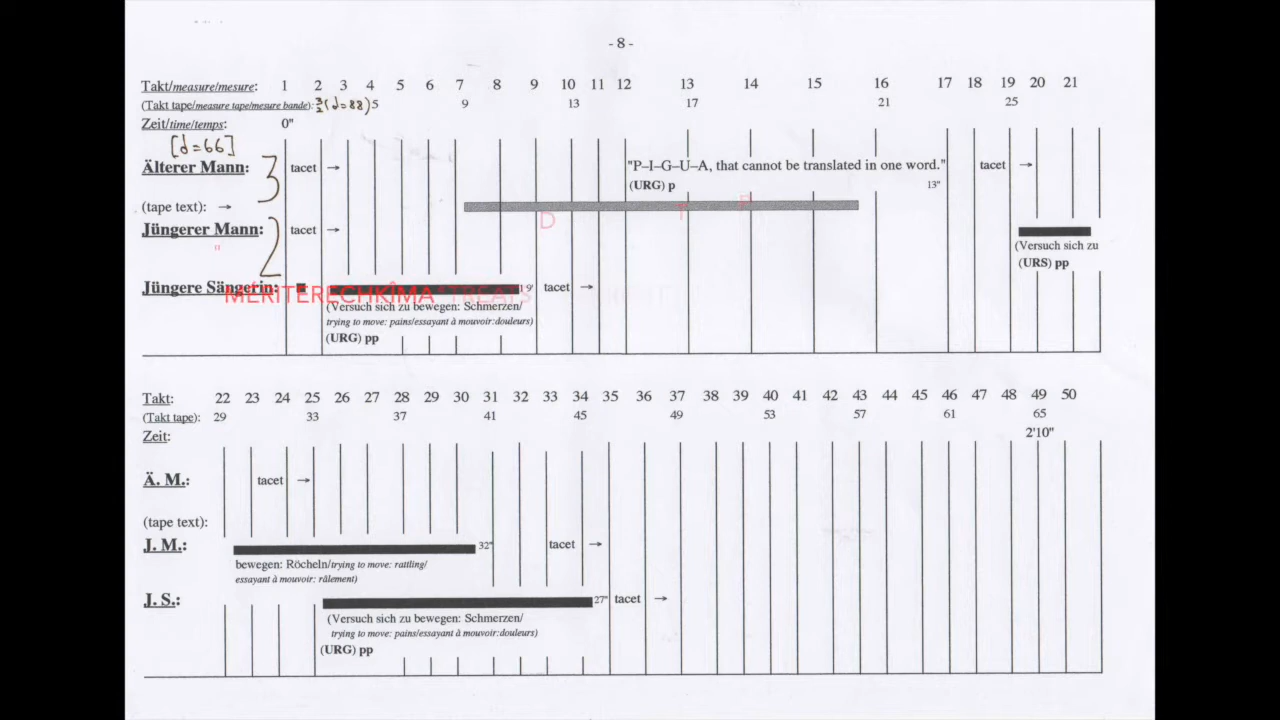 - 8 -
Takt/measure/mesure: 1 2 3 4 5 6 7 8 9 10 11 12 13 14 15 16 17 18 19 20 21
(Takt tape/measure tape/mesure bande): 3/2 (d=88) 5 9 13 17 21 25
Zeit/time/temps: 0"
[d=66]
Älterer Mann: 3 tacet → "P–I–G–U–A, that cannot be translated in one word." tacet →
(URG) p 13"
(tape text): →
D T F
Jüngerer Mann: 2 tacet →
(Versuch sich zu
(URS) pp
Jüngere Sängerin: 19' tacet →
MÉRITERECHKÎMA STREATS
(Versuch sich zu bewegen: Schmerzen/
trying to move: pains/essayant à mouvoir:douleurs)
(URG) pp
Takt: 22 23 24 25 26 27 28 29 30 31 32 33 34 35 36 37 38 39 40 41 42 43 44 45 46 47 48 49 50
(Takt tape): 29 33 37 41 45 49 53 57 61 65
Zeit: 2'10"
Ä. M.: tacet →
(tape text):
J. M.: 32" tacet →
bewegen: Röcheln/trying to move: rattling/
essayant à mouvoir: râlement)
J. S.: 27" tacet →
(Versuch sich zu bewegen: Schmerzen/
trying to move: pains/essayant à mouvoir:douleurs)
(URG) pp